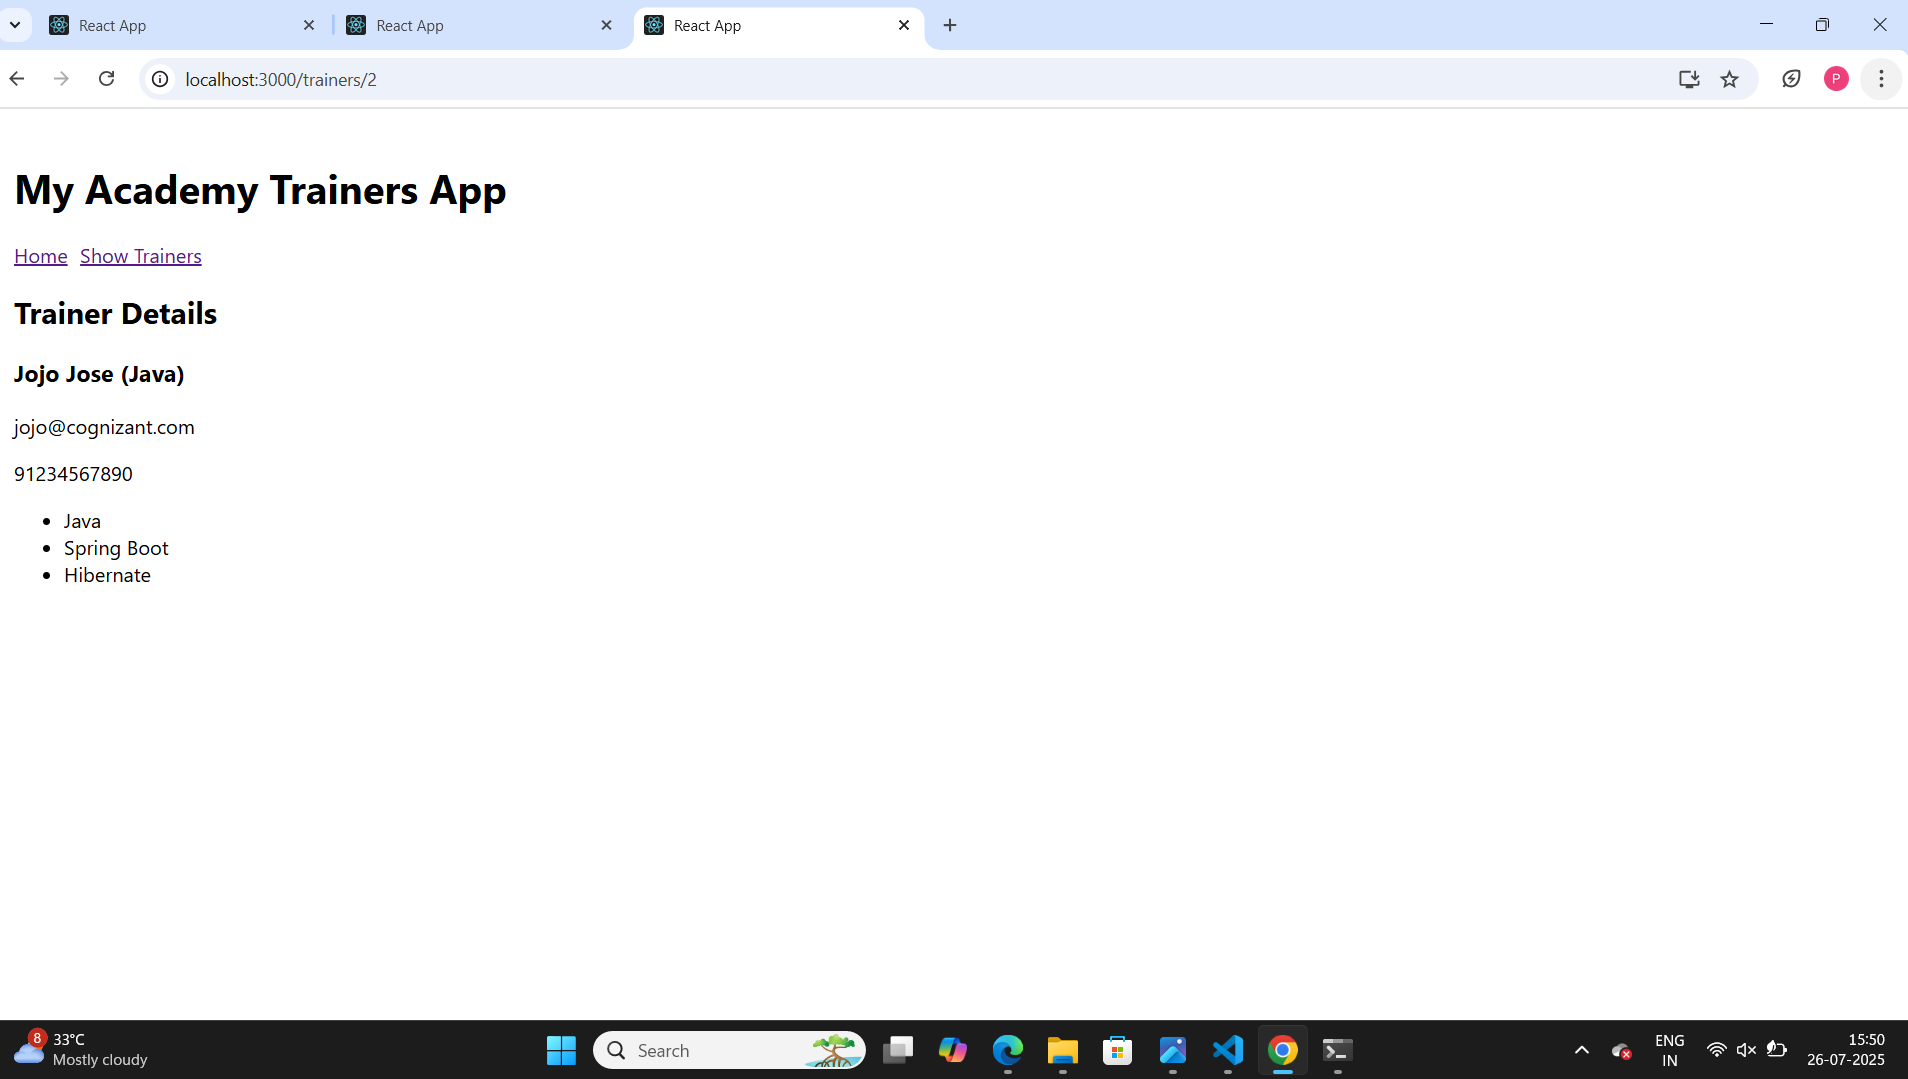 React App
React App
React App
localhost:3000/trainers/2
P
My Academy Trainers App
Home Show Trainers
Trainer Details
Jojo Jose (Java)
jojo@cognizant.com
91234567890
Java
Spring Boot
Hibernate
8
33°C
Mostly cloudy
Search
ENG
IN
15:50
26-07-2025